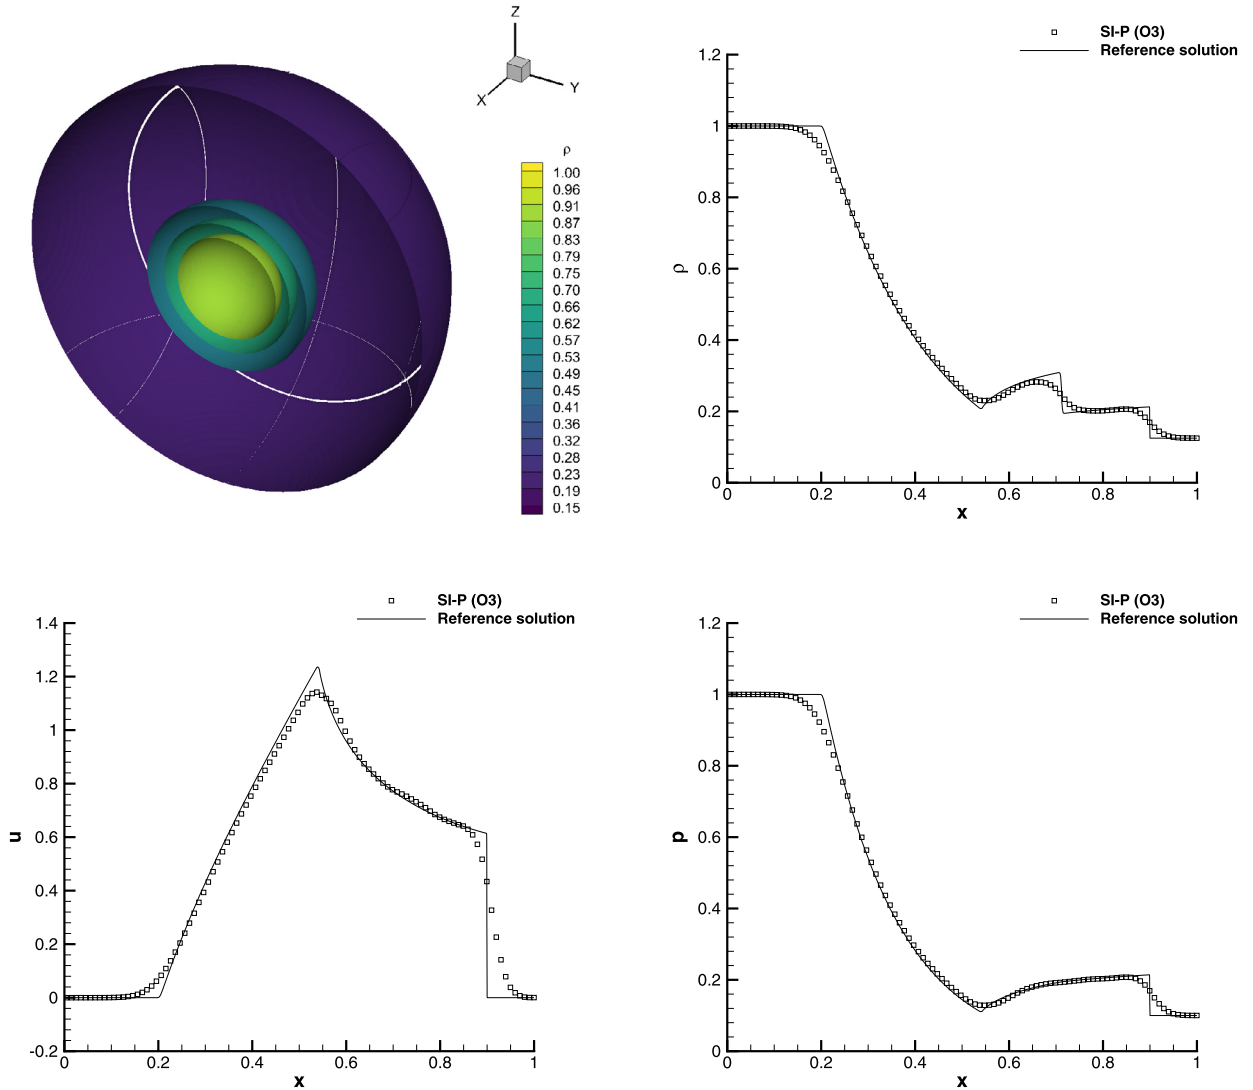 Z
X
Y
ρ
1.00
0.96
0.91
0.87
0.83
0.79
0.75
0.70
0.66
0.62
0.57
0.53
0.49
0.45
0.41
0.36
0.32
0.28
0.23
0.19
0.15
SI-P (O3)
Reference solution
1.2
1
0.8
0.6
0.4
0.2
0
ρ
0 0.2 0.4 0.6 0.8 1
x
SI-P (O3)
Reference solution
1.4
1.2
1
0.8
0.6
0.4
0.2
0
-0.2
u
0 0.2 0.4 0.6 0.8 1
x
SI-P (O3)
Reference solution
1.2
1
0.8
0.6
0.4
0.2
0
p
0 0.2 0.4 0.6 0.8 1
x